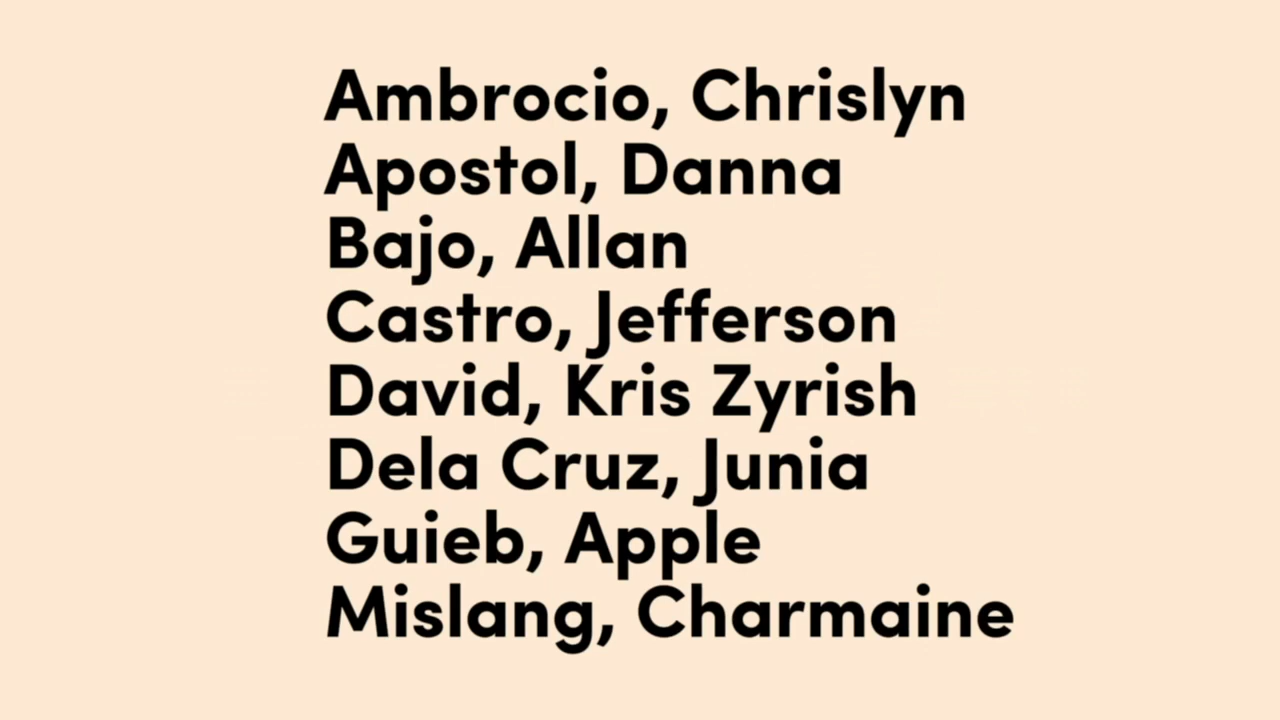 Ambrocio, Chrislyn
Apostol, Danna
Bajo, Allan
Castro, Jefferson
David, Kris Zyrish
Dela Cruz, Junia
Guieb, Apple
Mislang, Charmaine